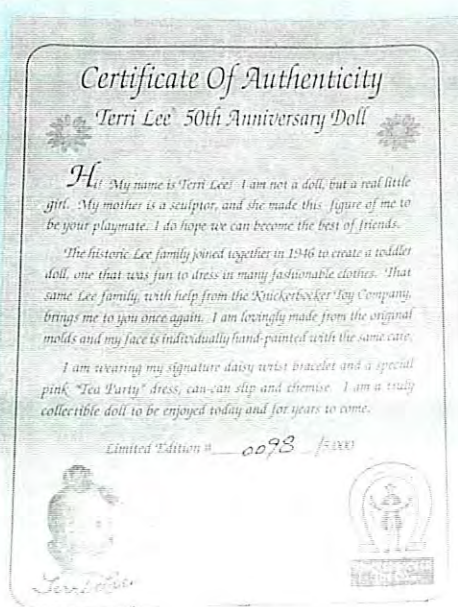 Certificate Of Authenticity
Terri Lee® 50th Anniversary Doll
Hi! My name is Terri Lee! I am not a doll, but a real little
girl. My mother is a sculptor, and she made this figure of me to
be your playmate. I do hope we can become the best of friends.
The historic Lee family joined together in 1946 to create a toddler
doll, one that was fun to dress in many fashionable clothes. That
same Lee family, with help from the Knickerbocker Toy Company,
brings me to you once again. I am lovingly made from the original
molds and my face is individually hand-painted with the same care.
I am wearing my signature daisy wrist bracelet and a special
pink "Tea Party" dress, can-can slip and chemise. I am a truly
collectible doll to be enjoyed today and for years to come.
Limited Edition # 0098 /5000
Terri Lee